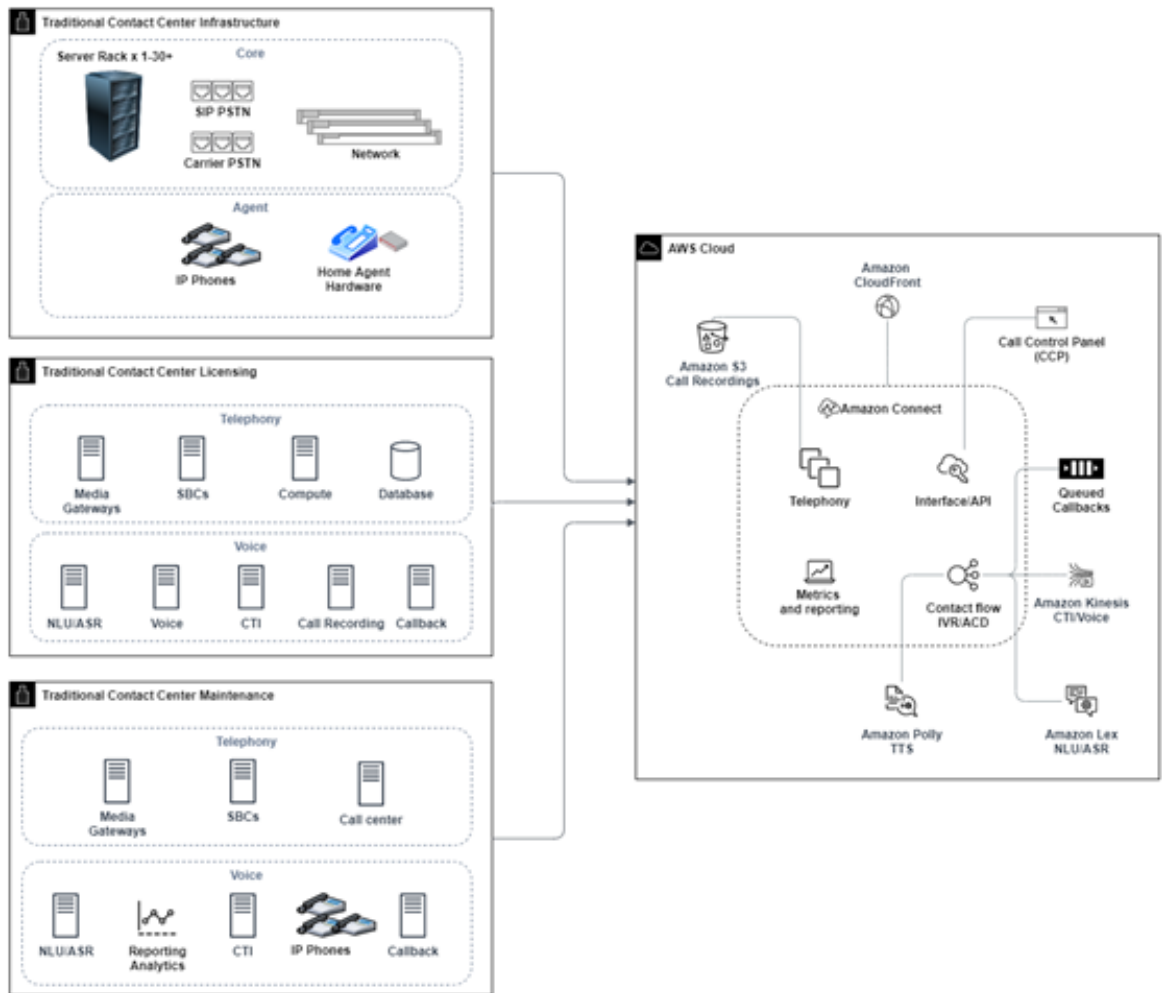 Traditional Contact Center Infrastructure
Core
Server Rack x 1-30+
SIP PSTN
Carrier PSTN
Network
Agent
IP Phones
Home Agent
Hardware
Traditional Contact Center Licensing
Telephony
Media
Gateways
SBCs
Compute
Database
Voice
NLU/ASR
Voice
CTI
Call Recording
Callback
Traditional Contact Center Maintenance
Telephony
Media
Gateways
SBCs
Call center
Voice
NLU/ASR
Reporting
Analytics
CTI
IP Phones
Callback
AWS Cloud
Amazon
CloudFront
Amazon S3
Call Recordings
Call Control Panel
(CCP)
Amazon Connect
Telephony
Interface/API
Queued
Callbacks
Metrics
and reporting
Contact flow
IVR/ACD
Amazon Kinesis
CTI/Voice
Amazon Polly
TTS
Amazon Lex
NLU/ASR